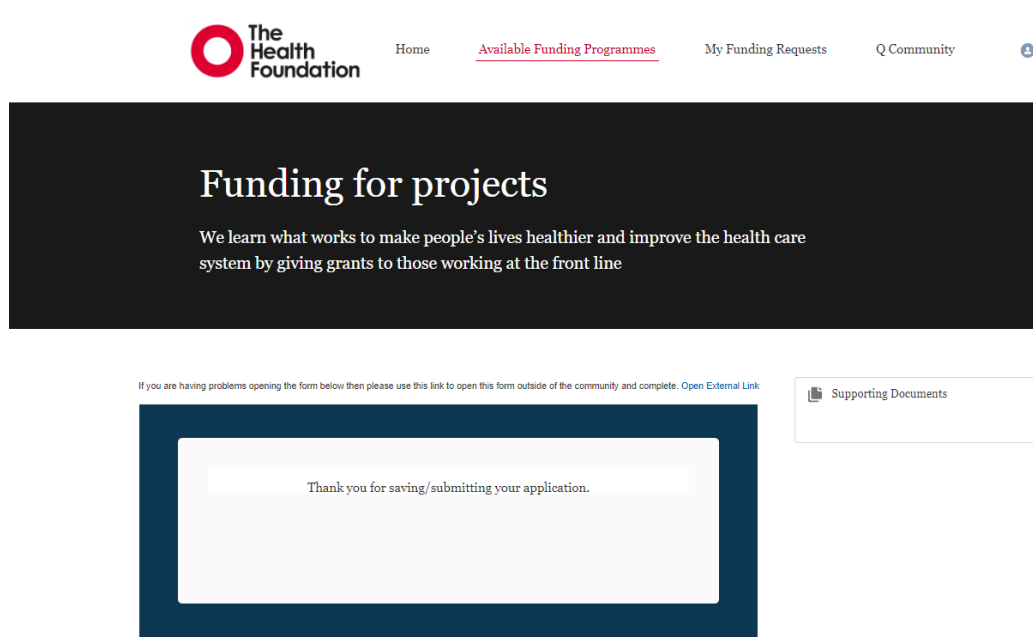 The
Health
Foundation
Home
Available Funding Programmes
My Funding Requests
Q Community
Funding for projects
We learn what works to make people's lives healthier and improve the health care
system by giving grants to those working at the front line
If you are having problems opening the form below then please use this link to open this form outside of the community and complete. Open External Link
Supporting Documents
Thank you for saving/submitting your application.